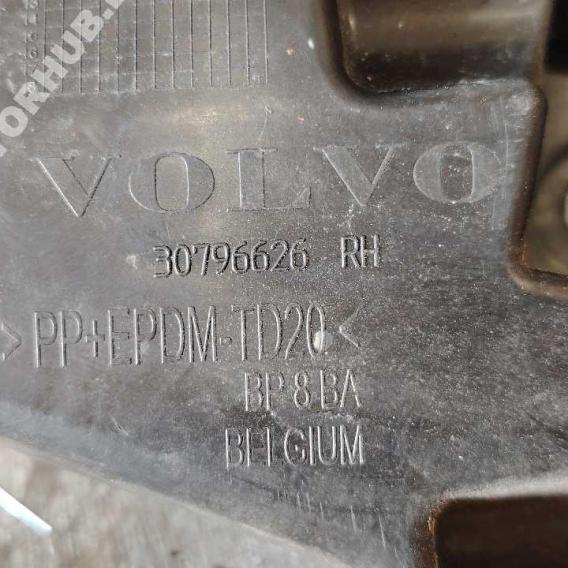 VOLVO
30796626 RH
>PP+EPDM-TD20<
BP 8 BA
BELGIUM